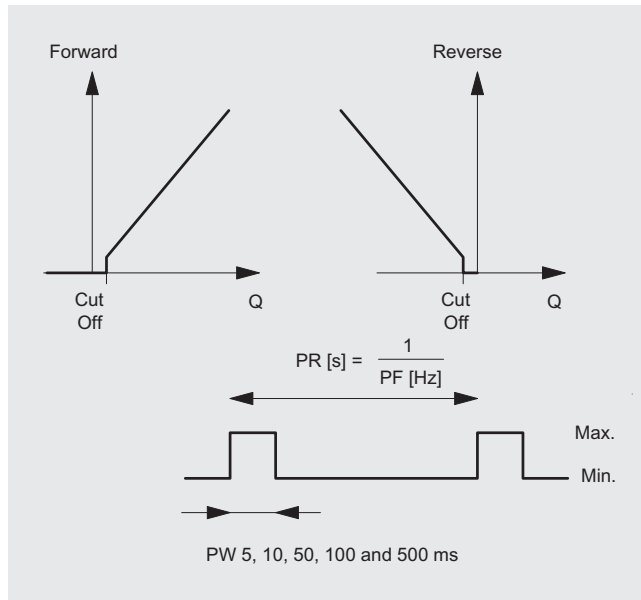 Forward
Reverse
Cut
Off
Q
Cut
Off
Q
PR [s] = 1
PF [Hz]
Max.
Min.
PW 5, 10, 50, 100 and 500 ms